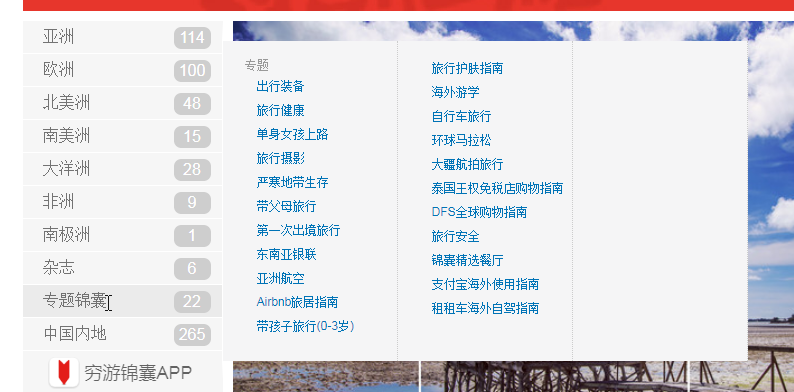 亚洲 114
欧洲 100
北美洲 48
南美洲 15
大洋洲 28
非洲 9
南极洲 1
杂志 6
专题锦囊 22
中国内地 265
穷游锦囊APP
专题
出行装备
旅行健康
单身女孩上路
旅行摄影
严寒地带生存
带父母旅行
第一次出境旅行
东南亚银联
亚洲航空
Airbnb旅居指南
带孩子旅行(0-3岁)
旅行护肤指南
海外游学
自行车旅行
环球马拉松
大疆航拍旅行
泰国王权免税店购物指南
DFS全球购物指南
旅行安全
锦囊精选餐厅
支付宝海外使用指南
租租车海外自驾指南